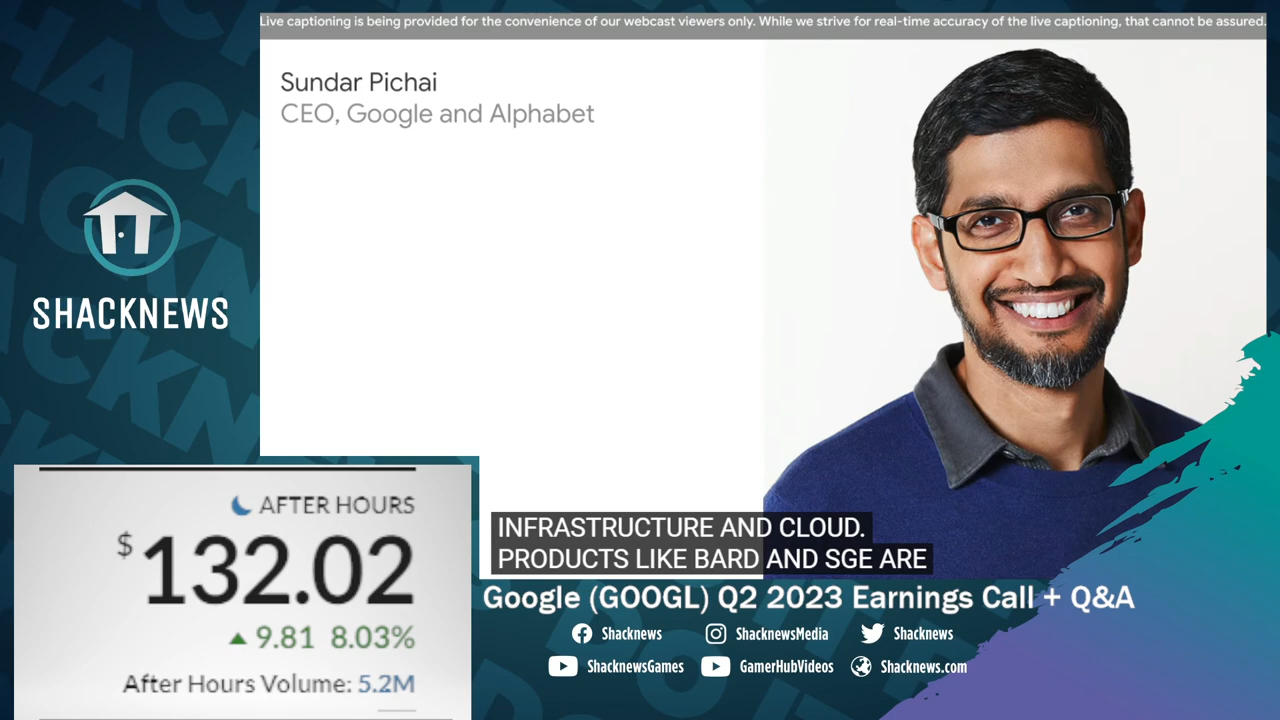 Live captioning is being provided for the convenience of our webcast viewers only. While we strive for real-time accuracy of the live captioning, that cannot be assured.
Sundar Pichai
CEO, Google and Alphabet
SHACKNEWS
AFTER HOURS
$132.02
▲ 9.81 8.03%
After Hours Volume: 5.2M
INFRASTRUCTURE AND CLOUD.
PRODUCTS LIKE BARD AND SGE ARE
Google (GOOGL) Q2 2023 Earnings Call + Q&A
Shacknews ShacknewsMedia Shacknews
ShacknewsGames GamerHubVideos Shacknews.com